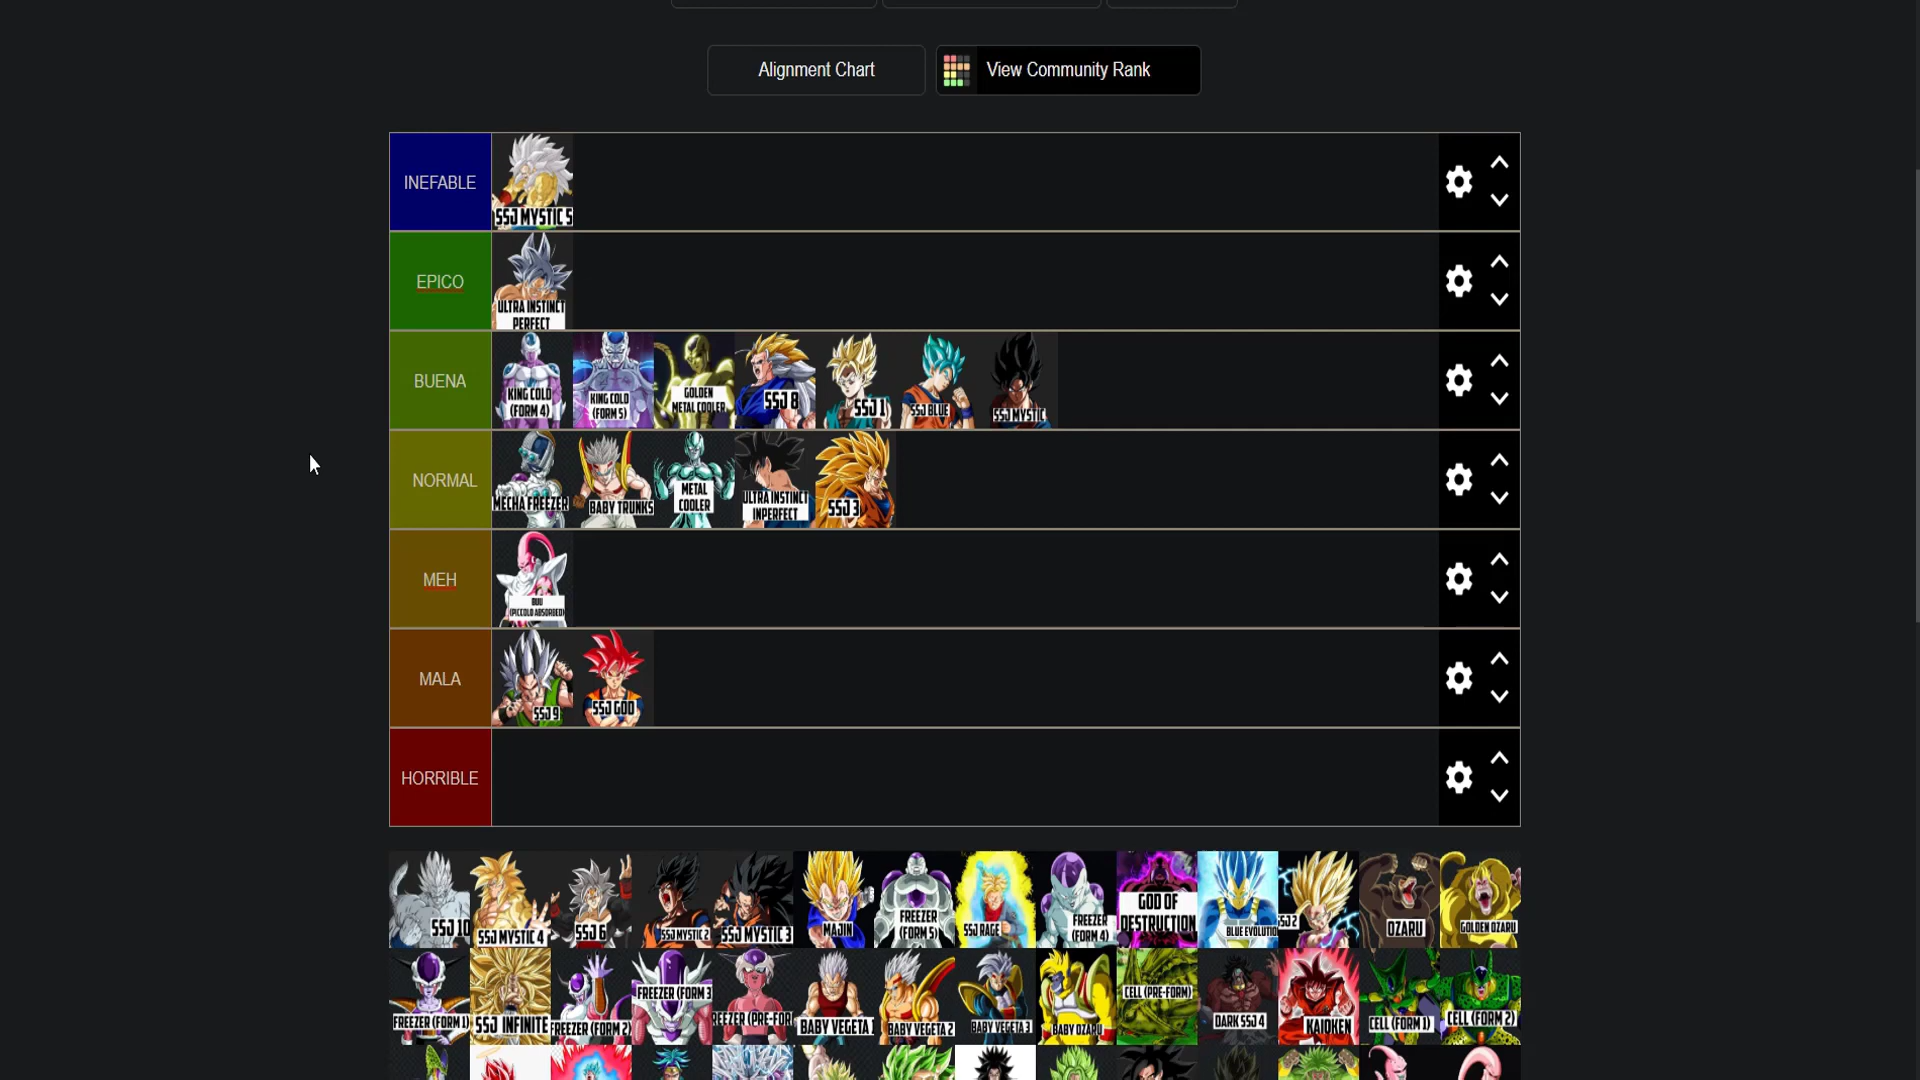 Alignment Chart
View Community Rank
INEFABLE
SSJ MYSTIC 5
EPICO
ULTRA INSTINCT
PERFECT
BUENA
KING COLD
(FORM 4)
KING COLD
(FORM 5)
GOLDEN
METAL COOLER
SSJ 8
SSJ 1
SSJ BLUE
SSJ MYSTIC
NORMAL
MECHA FREEZER
BABY TRUNKS
METAL
COOLER
ULTRA INSTINCT
INPERFECT
SSJ 3
MEH
BUU
(PICCOLO ABSORBED)
MALA
SSJ 9
SSJ GOD
HORRIBLE
SSJ 10
SSJ MYSTIC 4
SSJ 6
SSJ MYSTIC 2
SSJ MYSTIC 3
MAJIN
FREEZER
(FORM 5)
SSJ RAGE
FREEZER
(FORM 4)
GOD OF
DESTRUCTION
BLUE EVOLUTIO
SSJ 2
OZARU
GOLDEN OZARU
FREEZER (FORM 1)
SSJ INFINITE
FREEZER (FORM 2)
FREEZER (FORM 3
REEZER (PRE-FOR
BABY VEGETA
BABY VEGETA 2
BABY VEGETA 3
BABY OZARU
CELL (PRE-FORM)
DARK SSJ 4
KAIOKEN
CELL (FORM 1)
CELL (FORM 2)